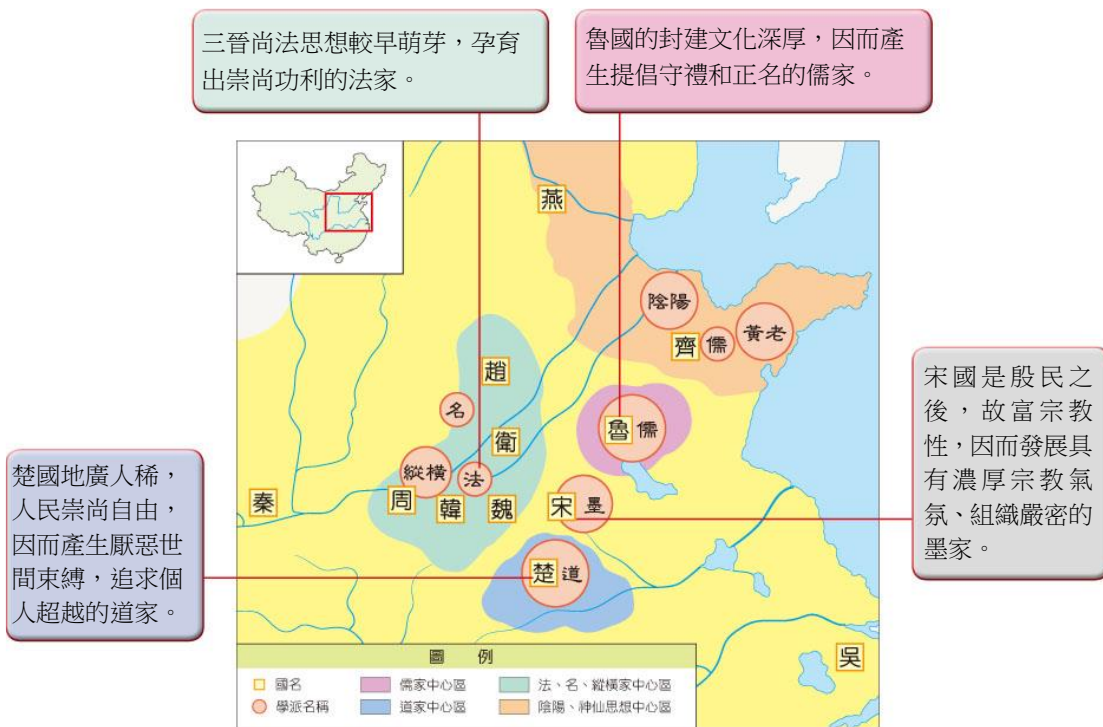 三晉尚法思想較早萌芽，孕育
出崇尚功利的法家。
魯國的封建文化深厚，因而產
生提倡守禮和正名的儒家。
燕
陰陽
齊
儒
黃老
趙
名
衛
魯
儒
縱橫
法
秦
周
韓
魏
宋
墨
楚
道
吳
宋國是殷民之
後，故富宗教
性，因而發展具
有濃厚宗教氣
氛、組織嚴密的
墨家。
楚國地廣人稀，
人民崇尚自由，
因而產生厭惡世
間束縛，追求個
人超越的道家。
圖 例
國名
儒家中心區
法、名、縱橫家中心區
學派名稱
道家中心區
陰陽、神仙思想中心區